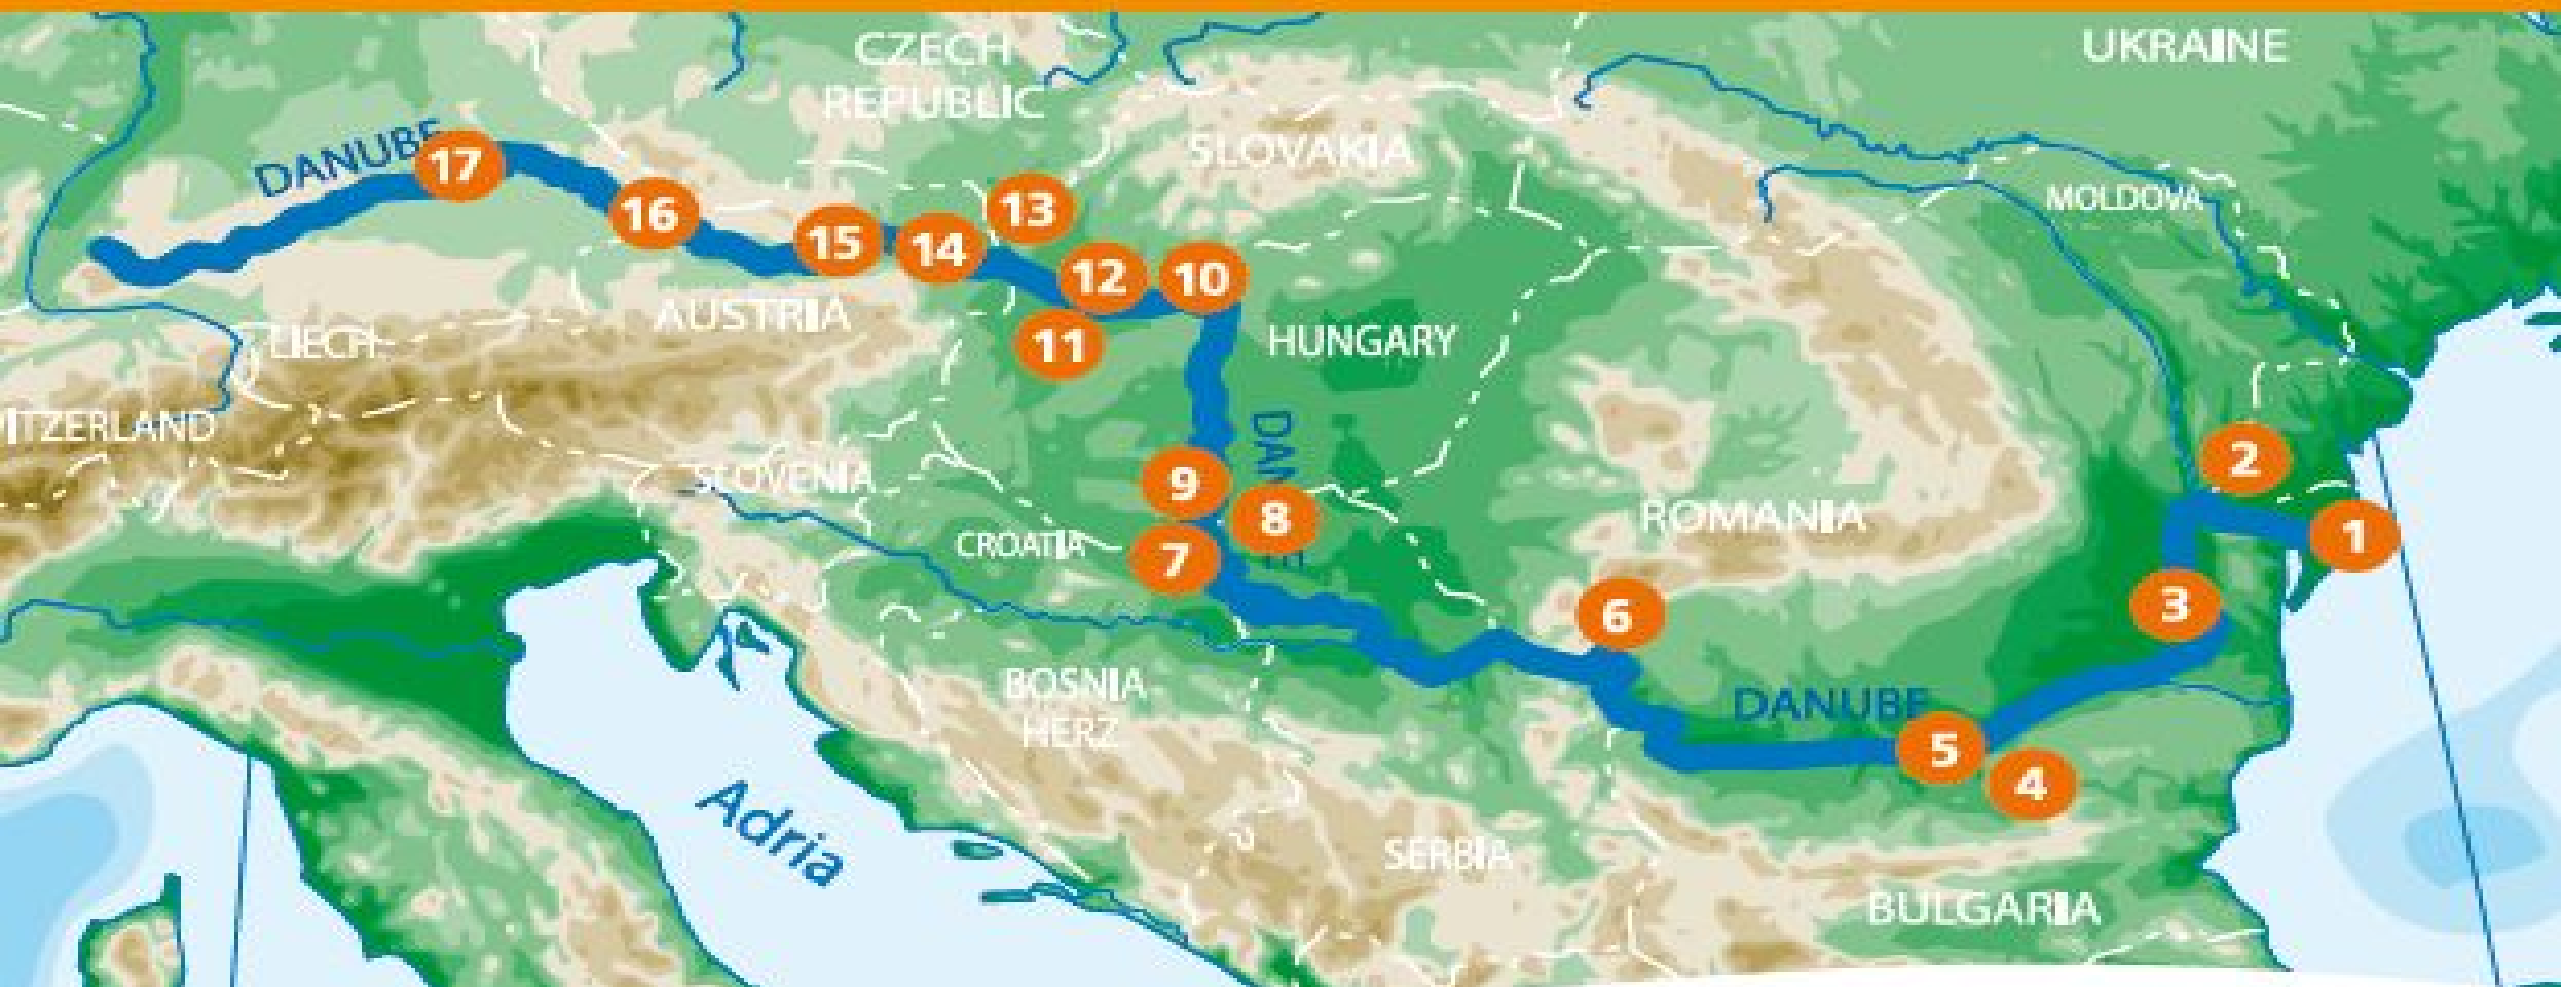 CZECH
REPUBLIC
UKRAINE
DANUBE
17
SLOVAKIA
MOLDOVA
16
13
15
14
12
10
AUSTRIA
LIECH
11
HUNGARY
ITZERLAND
DAN
E
2
SLOVENIA
9
8
ROMANIA
1
CROATIA
7
6
3
BOSNIA
HERZ
DANUBE
5
4
Adria
SERBIA
BULGARIA